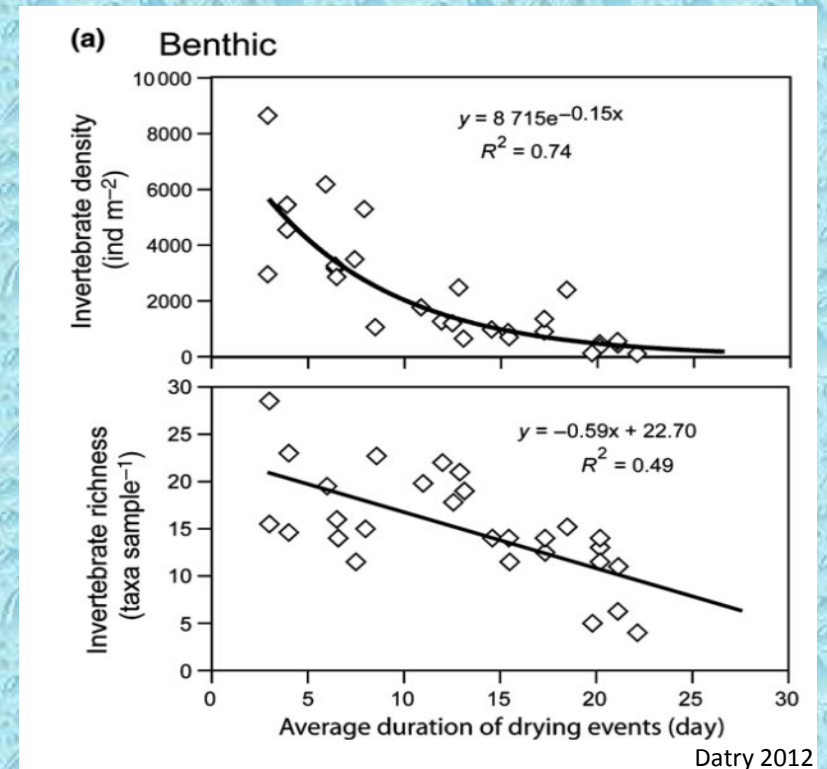 (a) Benthic
Invertebrate density
(ind m–2)
10 000
8000
6000
4000
2000
0
y = 8 715e–0.15x
R2 = 0.74
Invertebrate richness
(taxa sample–1)
30
25
20
15
10
5
0
y = –0.59x + 22.70
R2 = 0.49
0 5 10 15 20 25 30
Average duration of drying events (day)
Datry 2012